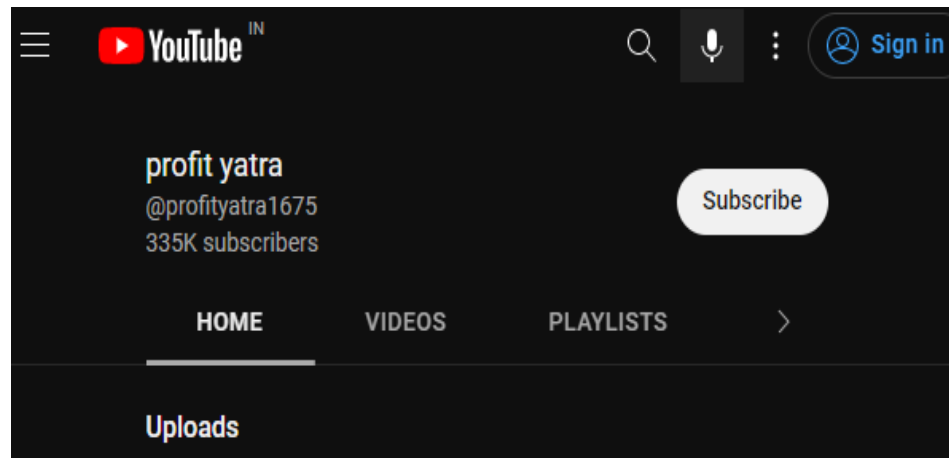 YouTube IN
Sign in
profit yatra
@profityatra1675
335K subscribers
Subscribe
HOME VIDEOS PLAYLISTS
Uploads